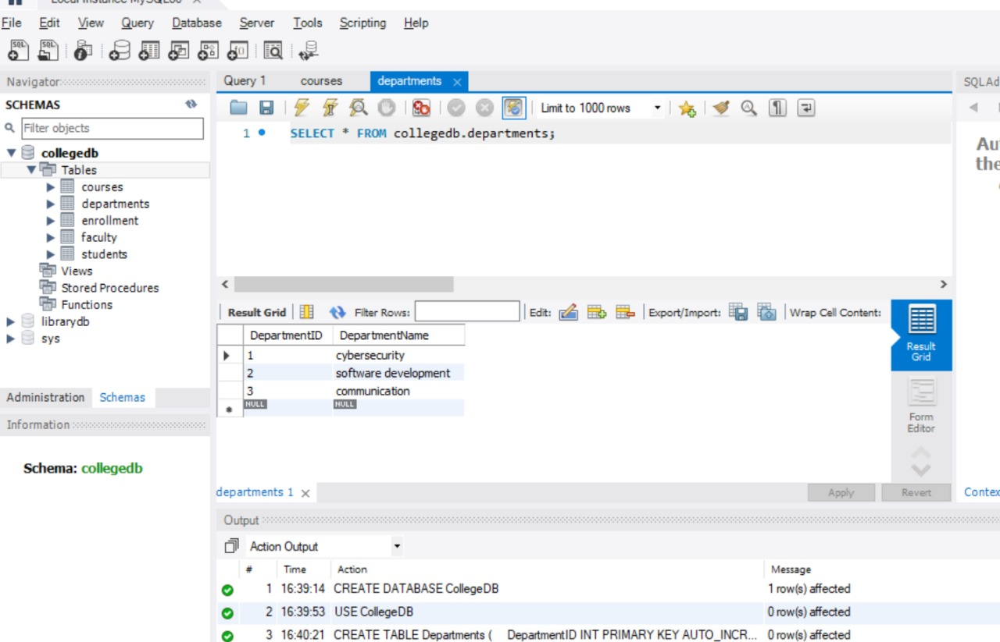 Local instance MySQL80 ×
File Edit View Query Database Server Tools Scripting Help
Navigator
SCHEMAS
Filter objects
collegedb
Tables
courses
departments
enrollment
faculty
students
Views
Stored Procedures
Functions
librarydb
sys
Administration Schemas
Information
Schema: collegedb
Query 1 courses departments ×
Limit to 1000 rows
1 SELECT * FROM collegedb.departments;
Result Grid Filter Rows: Edit: Export/Import: Wrap Cell Content:
DepartmentID DepartmentName
1 cybersecurity
2 software development
3 communication
NULL NULL
Result
Grid
Form
Editor
departments 1 × Apply Revert
Output
Action Output
# Time Action Message
1 16:39:14 CREATE DATABASE CollegeDB 1 row(s) affected
2 16:39:53 USE CollegeDB 0 row(s) affected
3 16:40:21 CREATE TABLE Departments ( DepartmentID INT PRIMARY KEY AUTO_INCR... 0 row(s) affected
SQLAd
Au
the
Contex